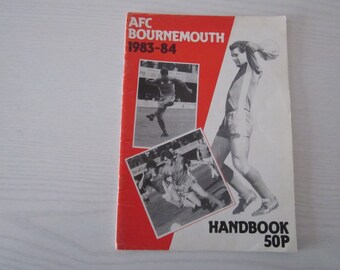 AFC
BOURNEMOUTH
1983-84
HANDBOOK
50P